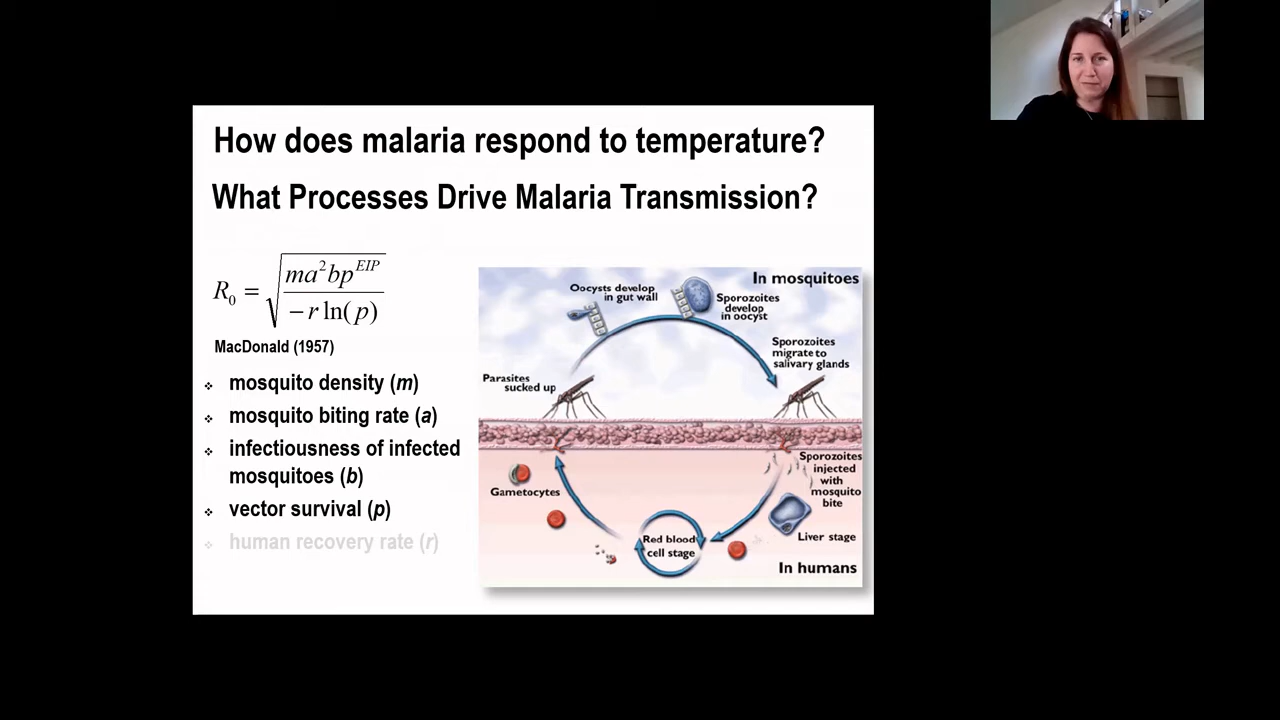 How does malaria respond to temperature?
What Processes Drive Malaria Transmission?
R₀ = √(ma²bp^EIP / −r ln(p))
MacDonald (1957)
❖ mosquito density (m)
❖ mosquito biting rate (a)
❖ infectiousness of infected
mosquitoes (b)
❖ vector survival (p)
❖ human recovery rate (r)
In mosquitoes
Oocysts develop
in gut wall
Sporozoites
develop
in oocyst
Sporozoites
migrate to
salivary glands
Parasites
sucked up
Sporozoites
injected
with
mosquito
bite
Gametocytes
Liver stage
Red blood
cell stage
In humans